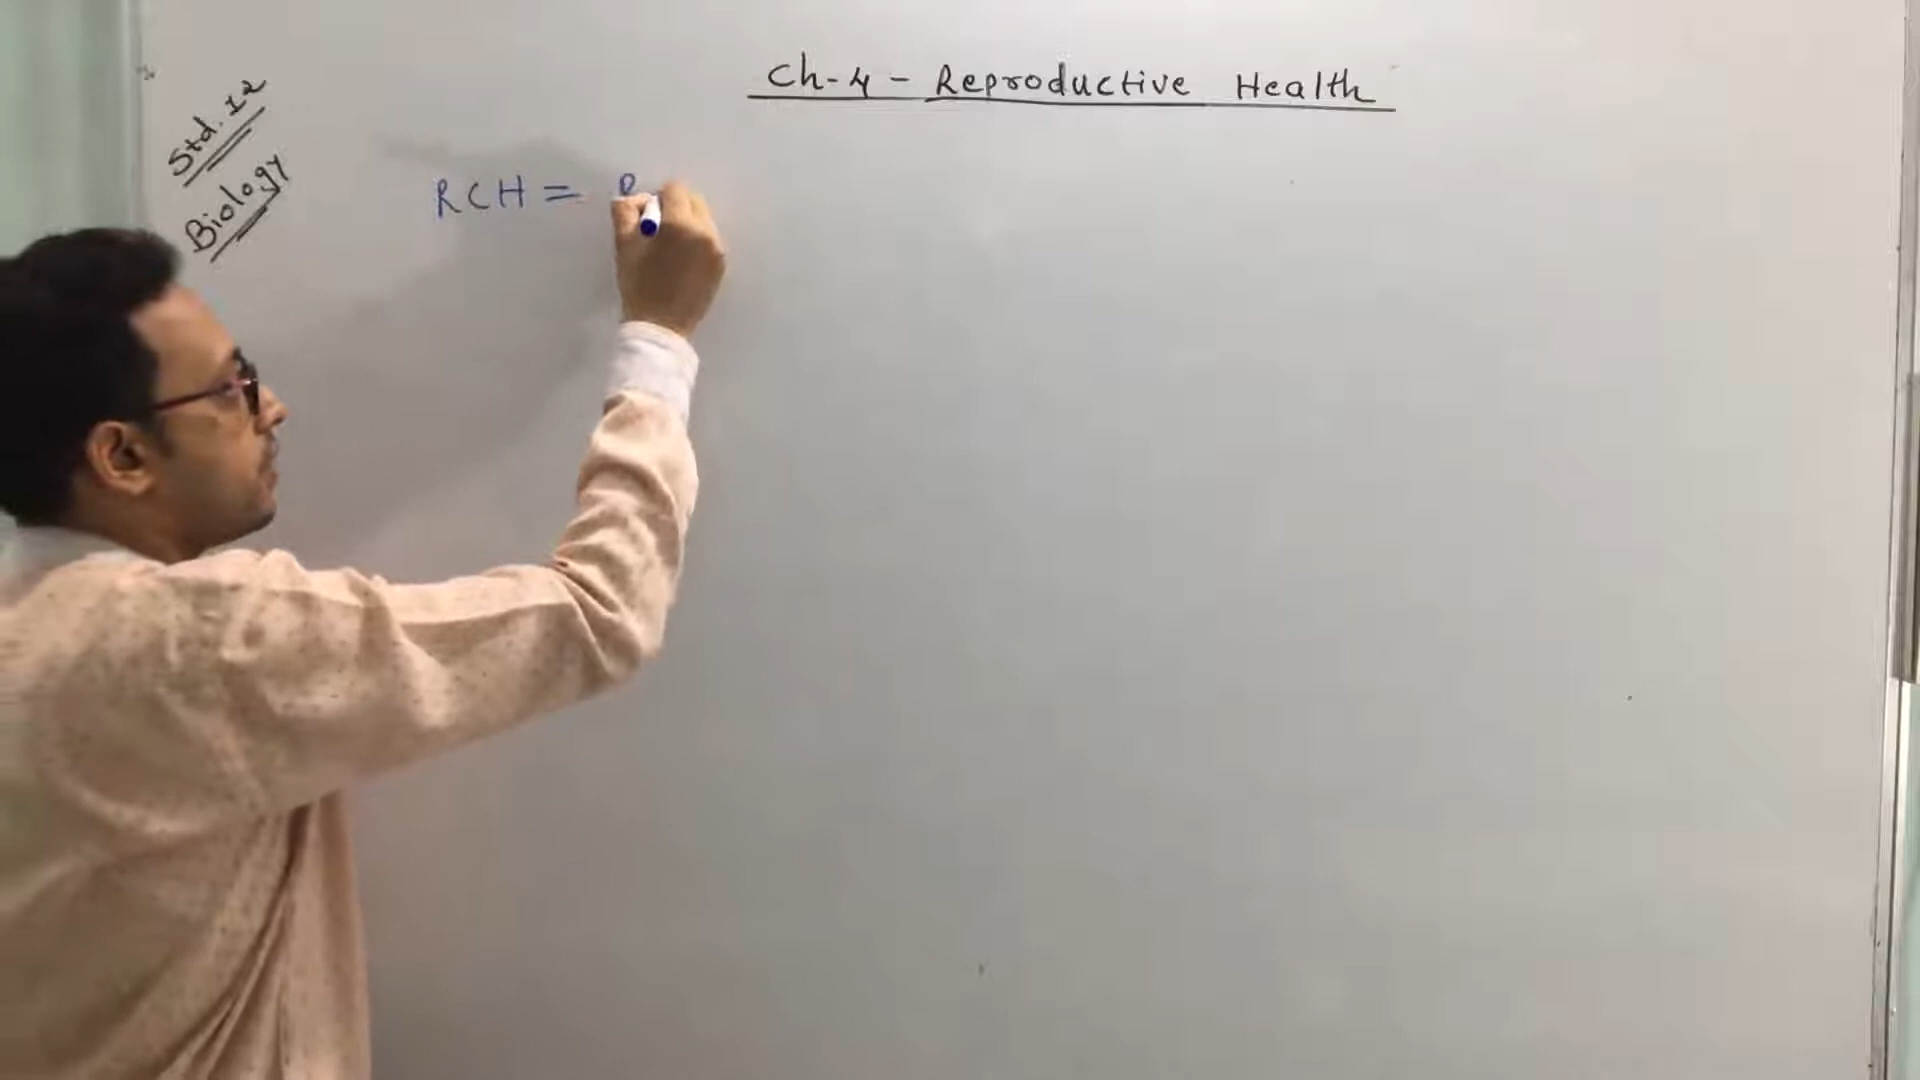 Ch-4 - Reproductive Health
Std. 12
Biology
RCH = R